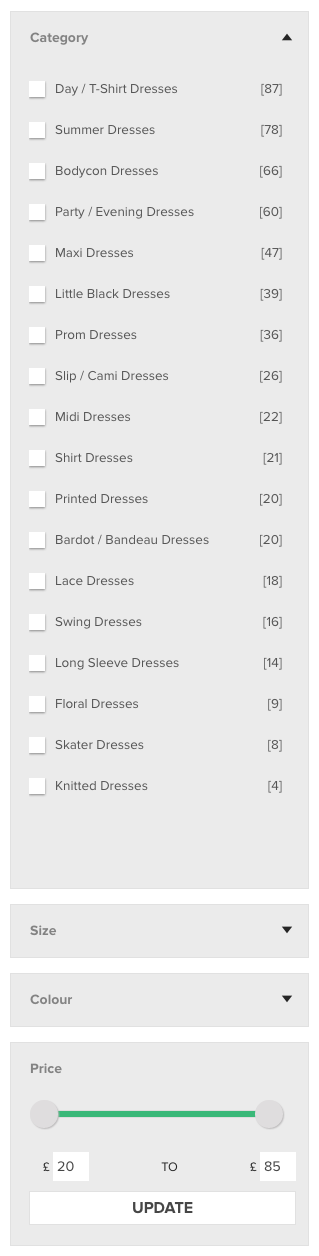 Category
Day / T-Shirt Dresses [87]
Summer Dresses [78]
Bodycon Dresses [66]
Party / Evening Dresses [60]
Maxi Dresses [47]
Little Black Dresses [39]
Prom Dresses [36]
Slip / Cami Dresses [26]
Midi Dresses [22]
Shirt Dresses [21]
Printed Dresses [20]
Bardot / Bandeau Dresses [20]
Lace Dresses [18]
Swing Dresses [16]
Long Sleeve Dresses [14]
Floral Dresses [9]
Skater Dresses [8]
Knitted Dresses [4]
Size
Colour
Price
£ 20 TO £ 85
UPDATE